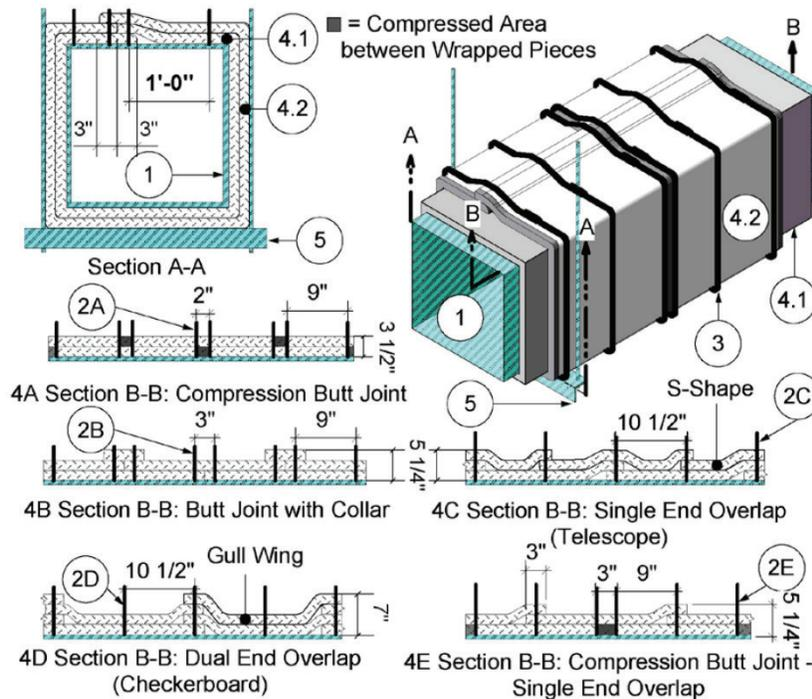 = Compressed Area
between Wrapped Pieces
4.1
4.2
1'-0"
3"
3"
1
5
Section A-A
A
B
B
A
1
4.2
4.1
3
5
2A
2"
9"
3 1/2"
4A Section B-B: Compression Butt Joint
2B
3"
9"
5 1/4"
4B Section B-B: Butt Joint with Collar
S-Shape
2C
10 1/2"
4C Section B-B: Single End Overlap
(Telescope)
2D
10 1/2"
Gull Wing
7"
4D Section B-B: Dual End Overlap
(Checkerboard)
3"
3"
9"
2E
5 1/4"
4E Section B-B: Compression Butt Joint -
Single End Overlap